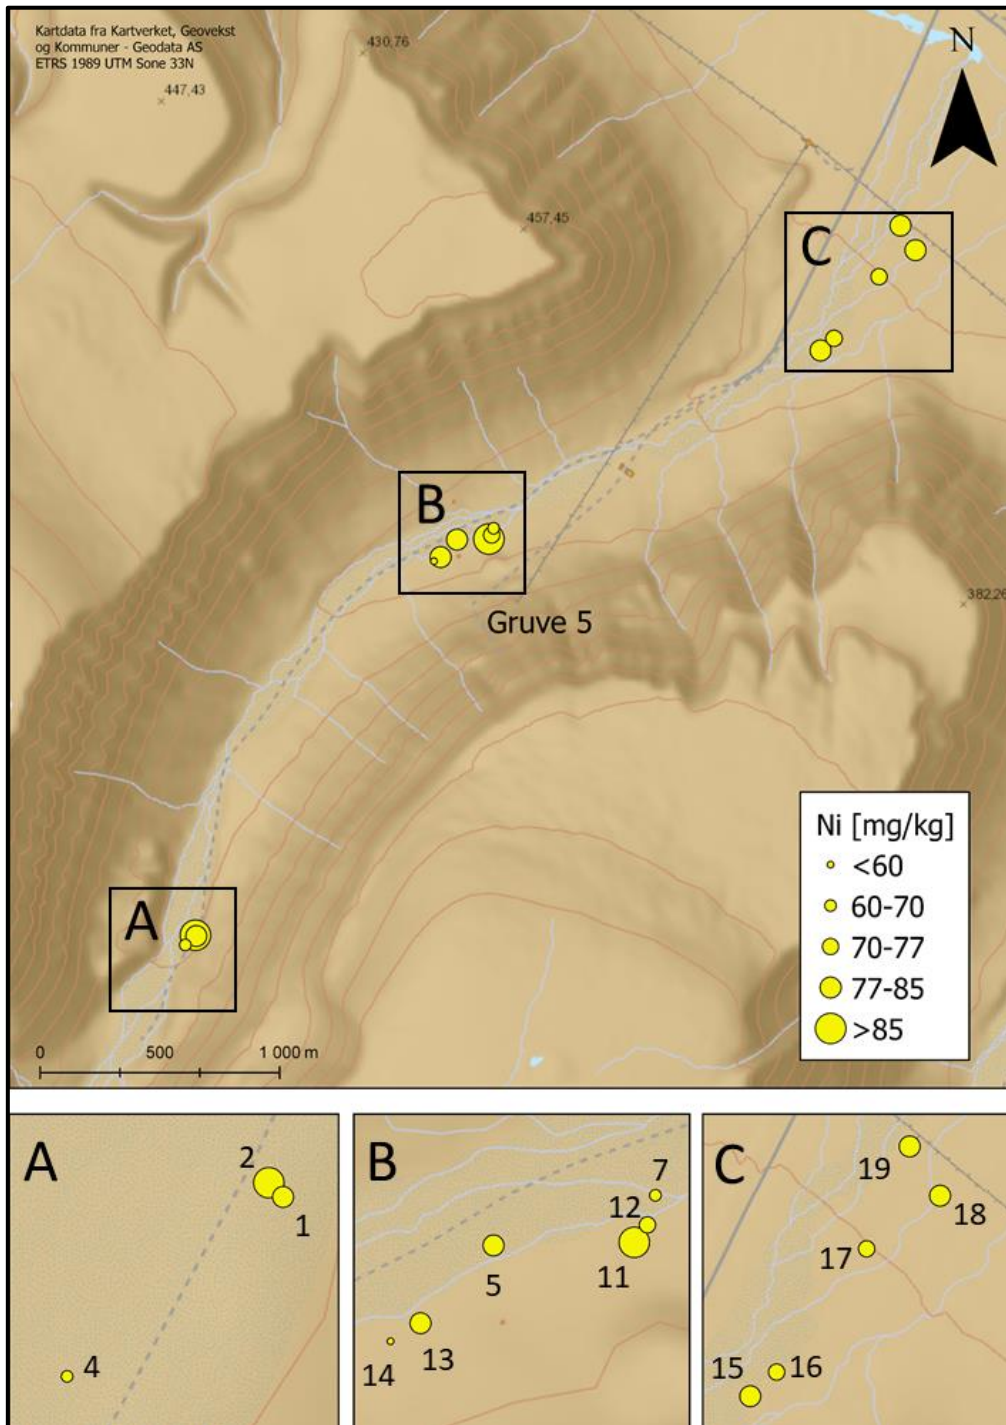 Kartdata fra Kartverket, Geovekst
og Kommuner - Geodata AS
ETRS 1989 UTM Sone 33N
430,76
447,43
N
457,45
C
B
382,26
Gruve 5
A
Ni [mg/kg]
<60
60-70
70-77
77-85
>85
0 500 1 000 m
A
2
1
4
B
7
12
5
11
13
14
C
19
18
17
15
16